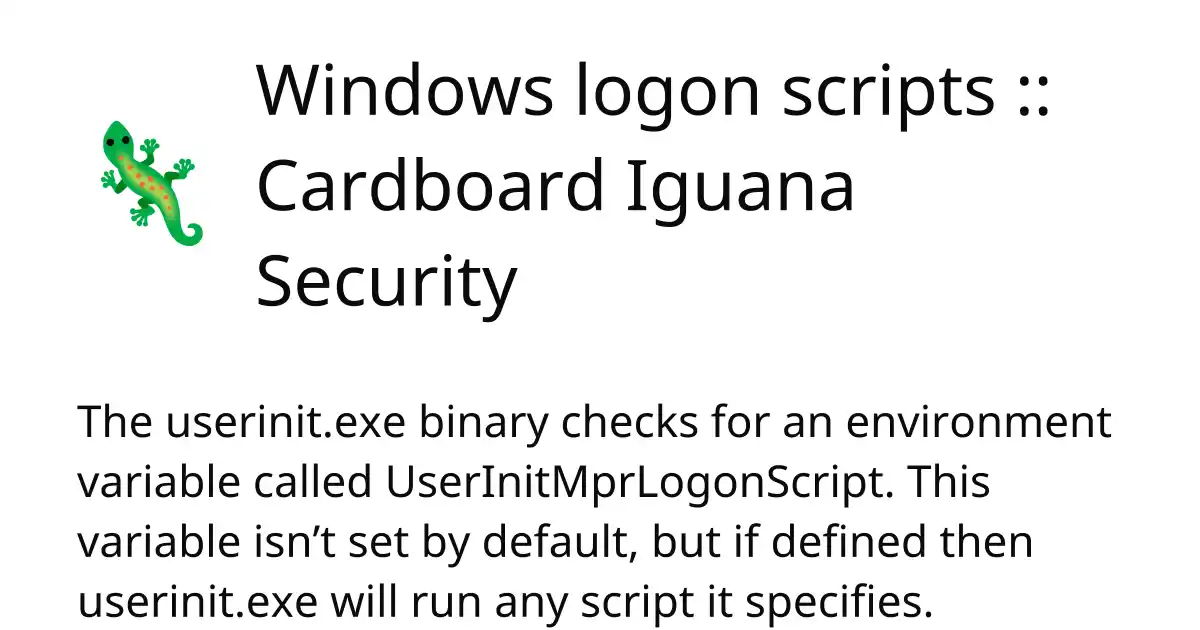 Windows logon scripts ::
Cardboard Iguana
Security
The userinit.exe binary checks for an environment
variable called UserInitMprLogonScript. This
variable isn’t set by default, but if defined then
userinit.exe will run any script it specifies.